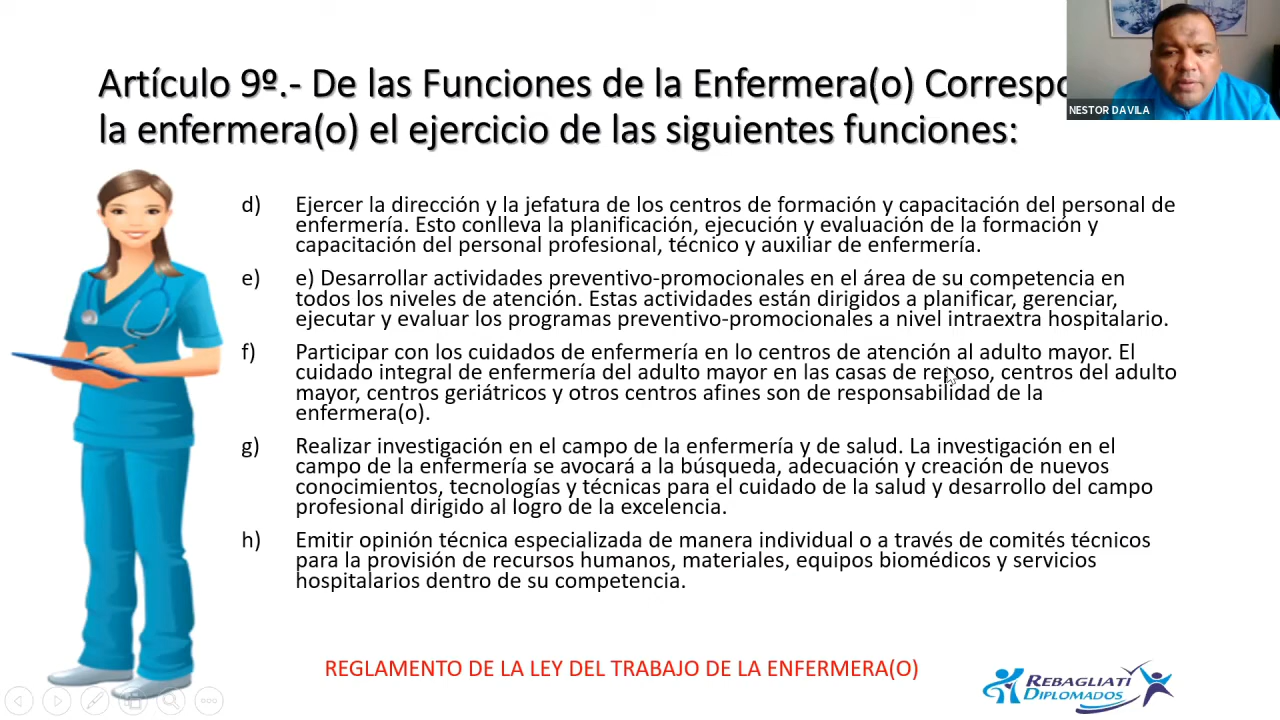 Artículo 9º.- De las Funciones de la Enfermera(o)
la enfermera(o) el ejercicio de las siguientes funciones:
NESTOR DAVILA
d) Ejercer la dirección y la jefatura de los centros de formación y capacitación del personal de
enfermería. Esto conlleva la planificación, ejecución y evaluación de la formación y
capacitación del personal profesional, técnico y auxiliar de enfermería.
e) e) Desarrollar actividades preventivo-promocionales en el área de su competencia en
todos los niveles de atención. Estas actividades están dirigidos a planificar, gerenciar,
ejecutar y evaluar los programas preventivo-promocionales a nivel intraextra hospitalario.
f) Participar con los cuidados de enfermería en lo centros de atención al adulto mayor. El
cuidado integral de enfermería del adulto mayor en las casas de reposo, centros del adulto
mayor, centros geriátricos y otros centros afines son de responsabilidad de la
enfermera(o).
g) Realizar investigación en el campo de la enfermería y de salud. La investigación en el
campo de la enfermería se avocará a la búsqueda, adecuación y creación de nuevos
conocimientos, tecnologías y técnicas para el cuidado de la salud y desarrollo del campo
profesional dirigido al logro de la excelencia.
h) Emitir opinión técnica especializada de manera individual o a través de comités técnicos
para la provisión de recursos humanos, materiales, equipos biomédicos y servicios
hospitalarios dentro de su competencia.
REGLAMENTO DE LA LEY DEL TRABAJO DE LA ENFERMERA(O)
REBAGLIATI
DIPLOMADOS